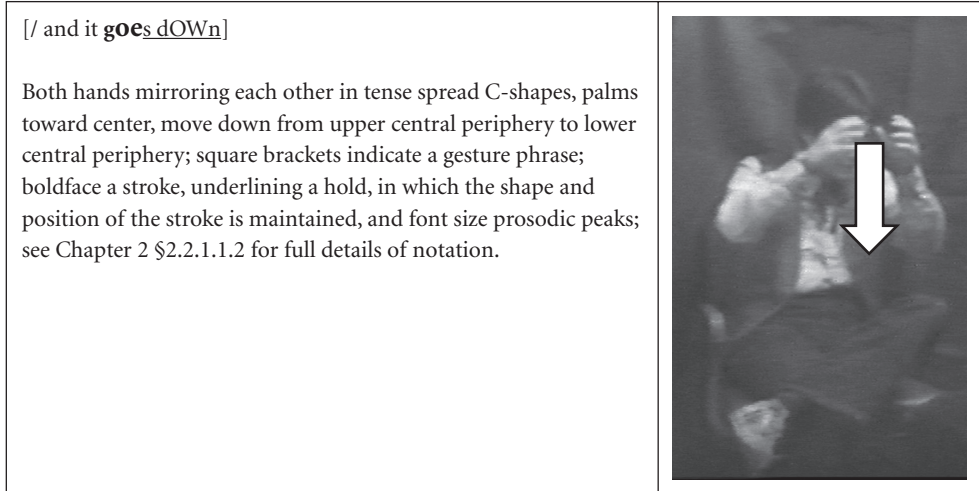 [/ and it goes dOWn]
Both hands mirroring each other in tense spread C-shapes, palms
toward center, move down from upper central periphery to lower
central periphery; square brackets indicate a gesture phrase;
boldface a stroke, underlining a hold, in which the shape and
position of the stroke is maintained, and font size prosodic peaks;
see Chapter 2 §2.2.1.1.2 for full details of notation.